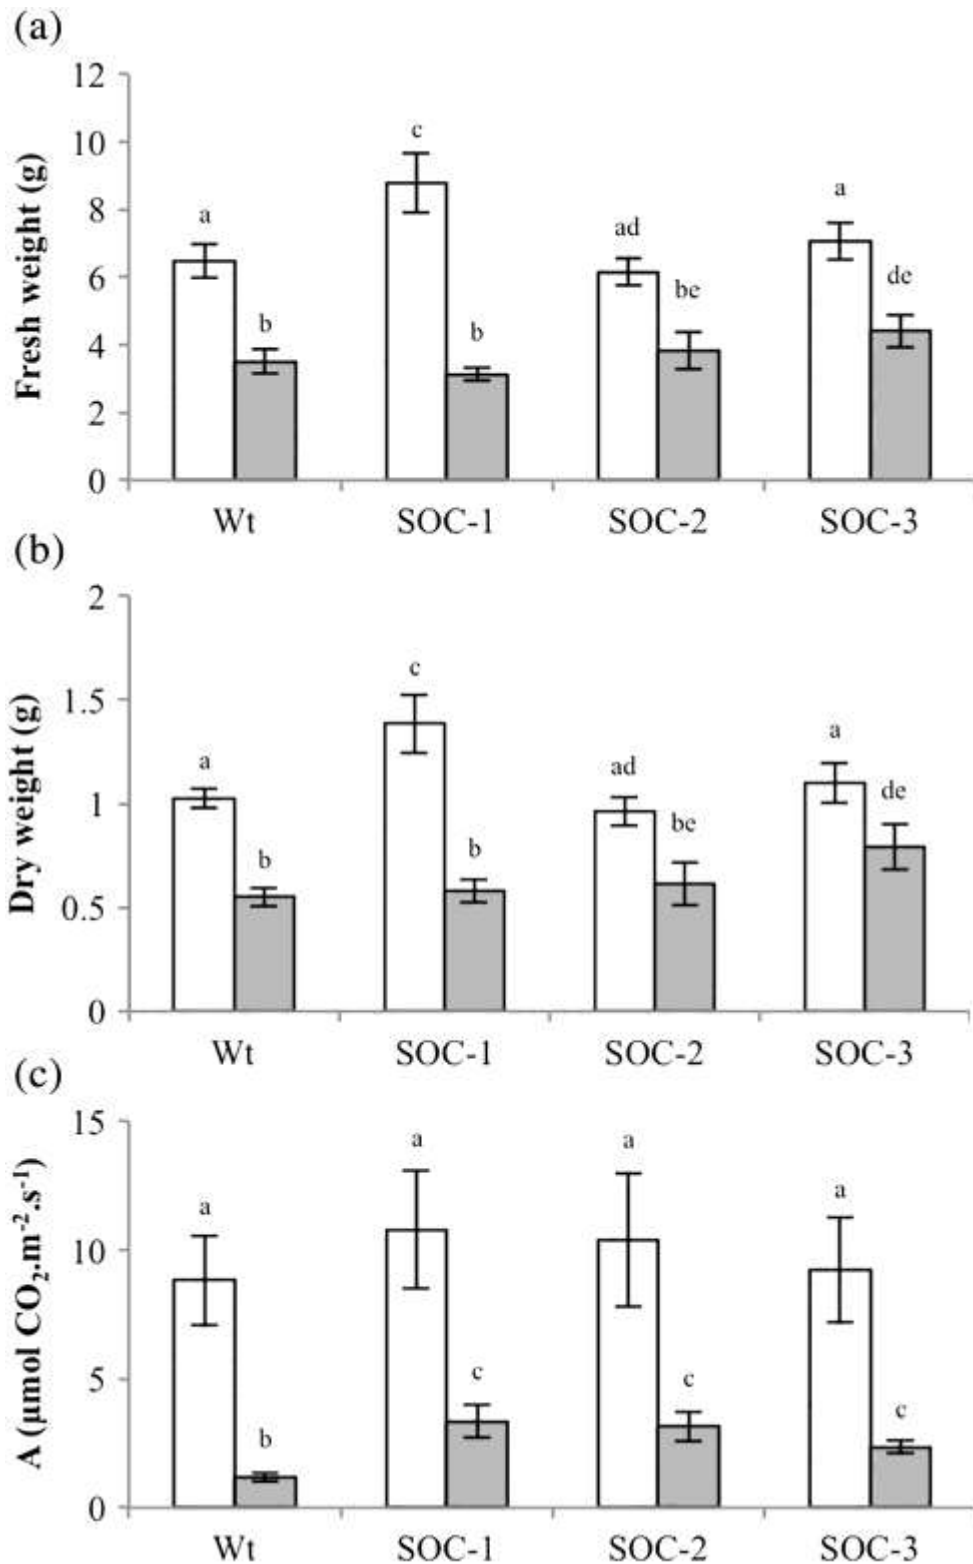 (a)
12
10
8
6
4
2
0
Fresh weight (g)
a
b
c
b
ad
be
a
de
Wt SOC-1 SOC-2 SOC-3
(b)
2
1.5
1
0.5
0
Dry weight (g)
a
b
c
b
ad
be
a
de
Wt SOC-1 SOC-2 SOC-3
(c)
15
10
5
0
A (µmol CO₂.m⁻².s⁻¹)
a
b
a
c
a
c
a
c
Wt SOC-1 SOC-2 SOC-3